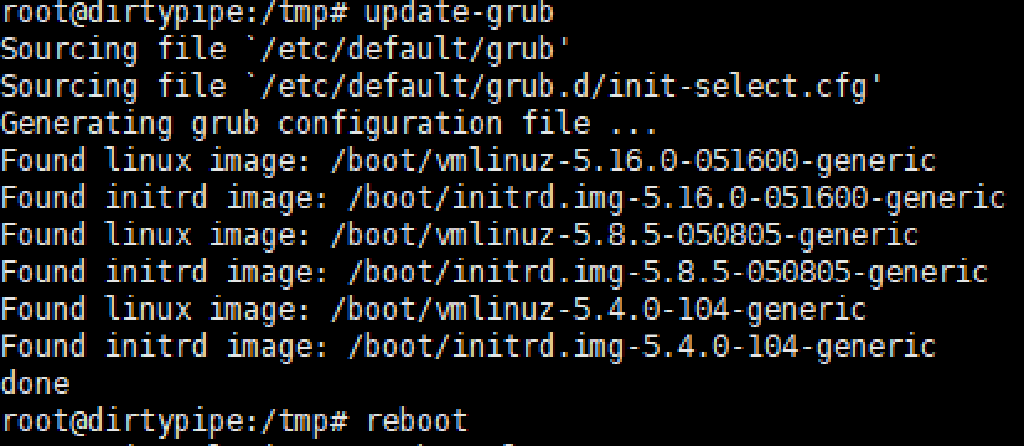 root@dirtypipe:/tmp# update-grub
Sourcing file `/etc/default/grub'
Sourcing file `/etc/default/grub.d/init-select.cfg'
Generating grub configuration file ...
Found linux image: /boot/vmlinuz-5.16.0-051600-generic
Found initrd image: /boot/initrd.img-5.16.0-051600-generic
Found linux image: /boot/vmlinuz-5.8.5-050805-generic
Found initrd image: /boot/initrd.img-5.8.5-050805-generic
Found linux image: /boot/vmlinuz-5.4.0-104-generic
Found initrd image: /boot/initrd.img-5.4.0-104-generic
done
root@dirtypipe:/tmp# reboot